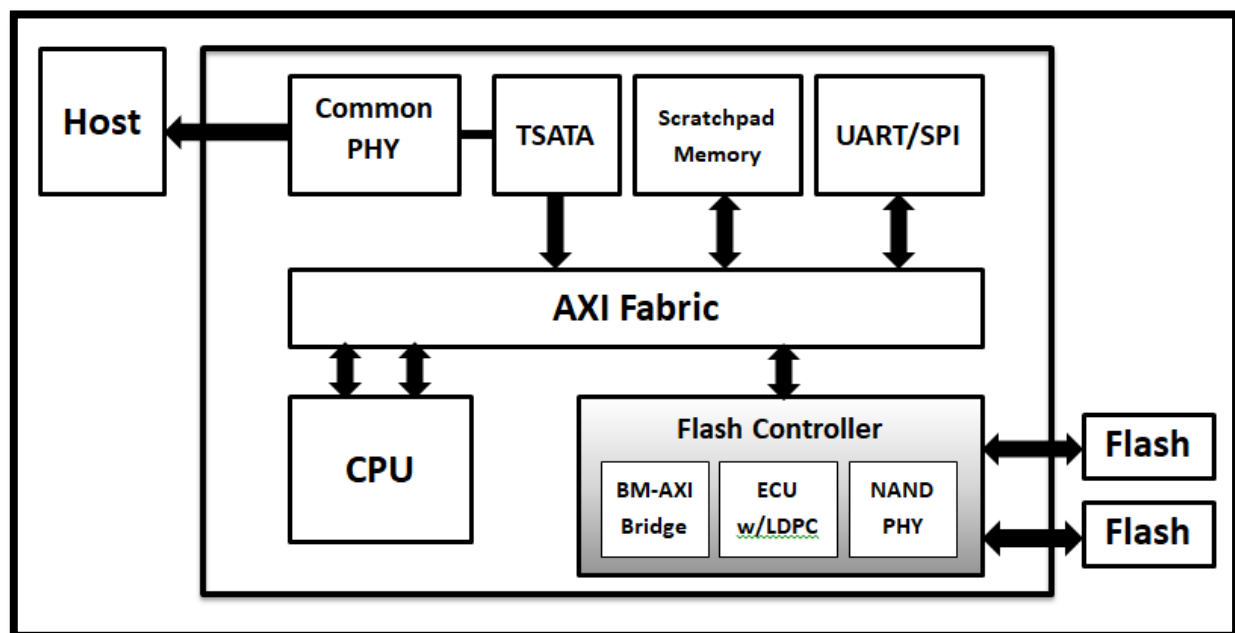 Host
Common
PHY
TSATA
Scratchpad
Memory
UART/SPI
AXI Fabric
CPU
Flash Controller
BM-AXI
Bridge
ECU
w/LDPC
NAND
PHY
Flash
Flash